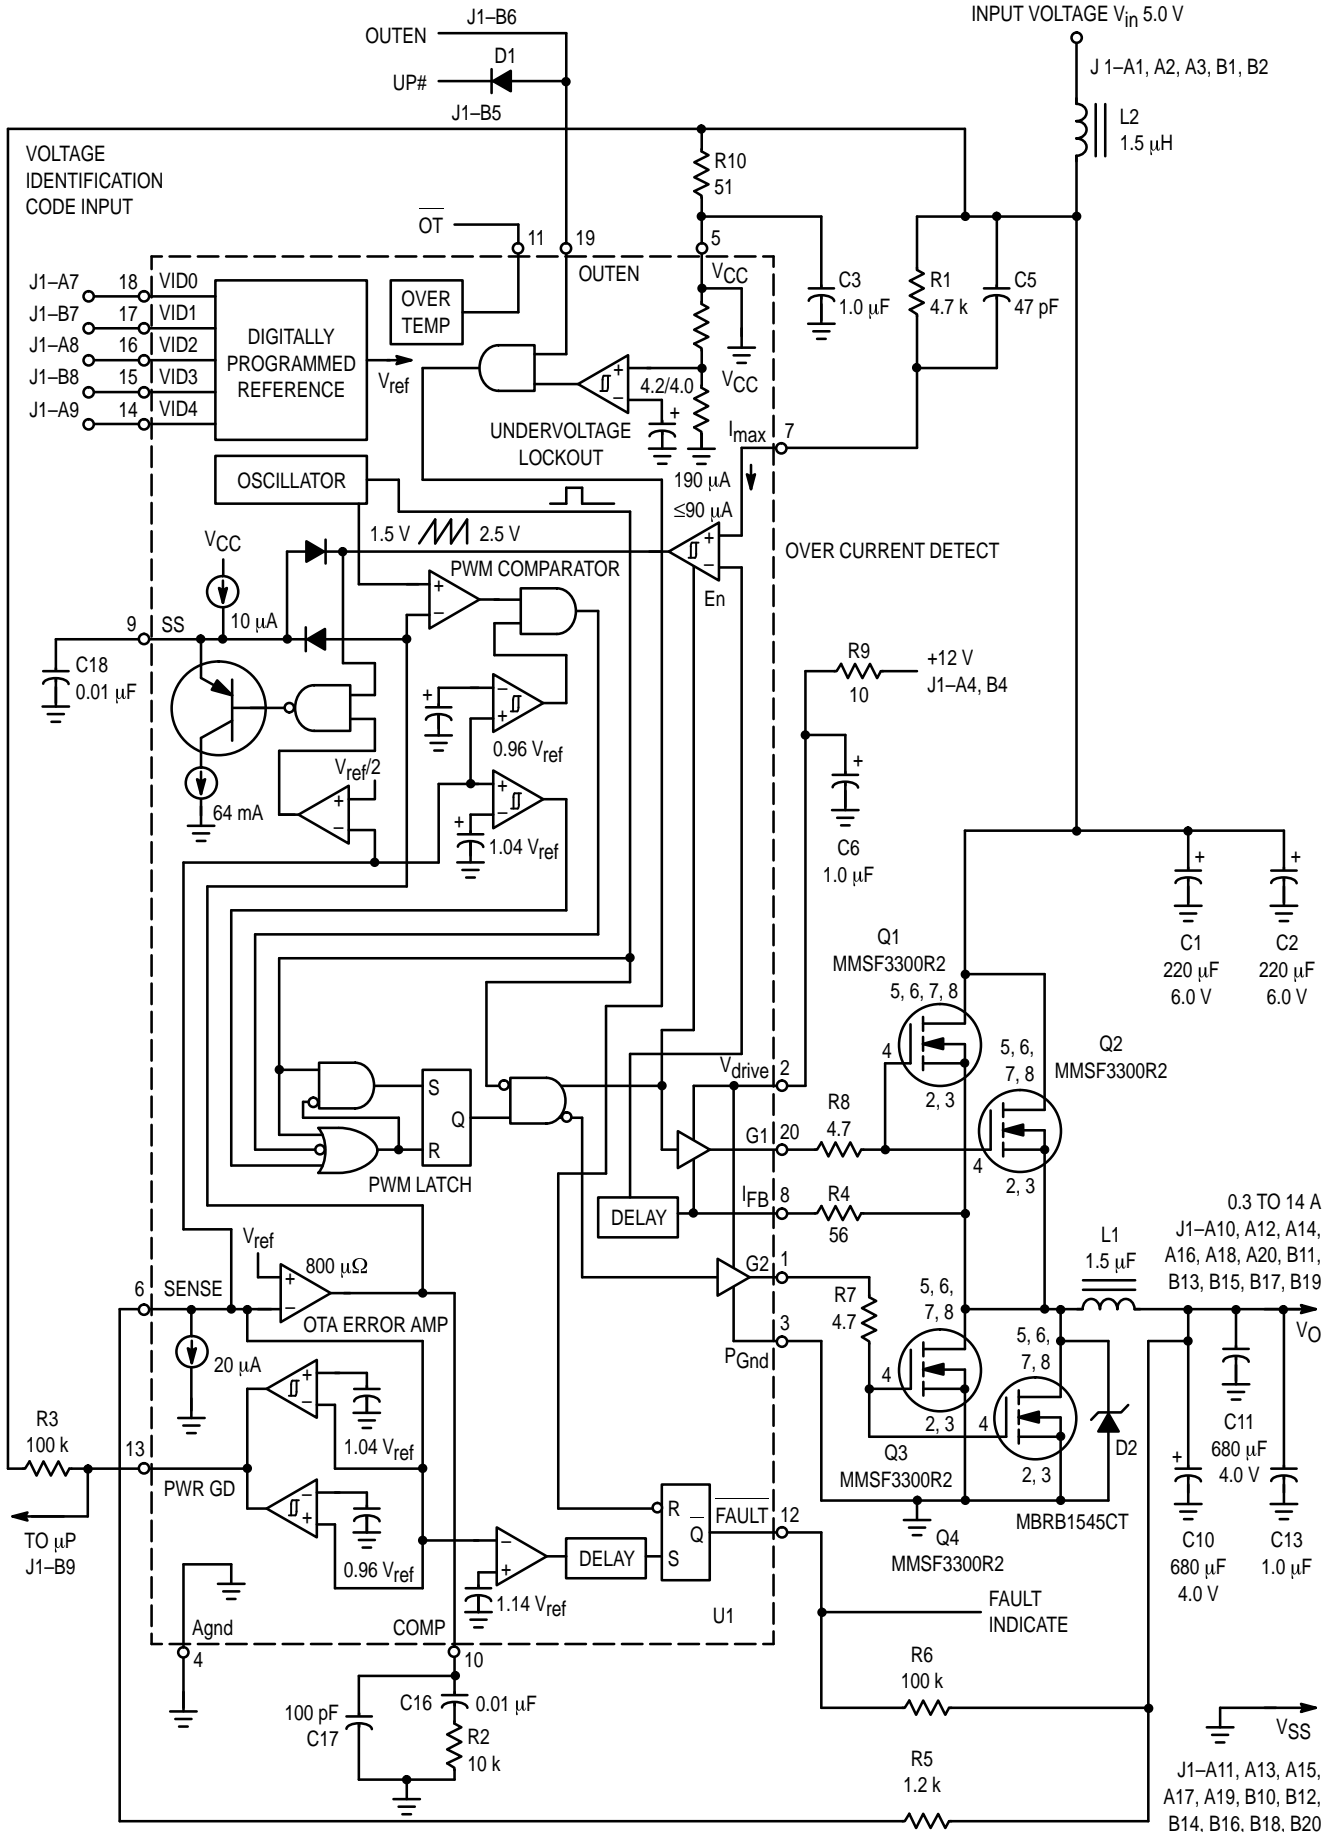 J1–B6
OUTEN
D1
UP#
J1–B5
INPUT VOLTAGE Vin 5.0 V
J 1–A1, A2, A3, B1, B2
L2
1.5 μH
VOLTAGE
IDENTIFICATION
CODE INPUT
R10
51
OT
11
19
5
OUTEN
VCC
C3
1.0 μF
R1
4.7 k
C5
47 pF
J1–A7
18
VID0
J1–B7
17
VID1
J1–A8
16
VID2
J1–B8
15
VID3
J1–A9
14
VID4
DIGITALLY
PROGRAMMED
REFERENCE
Vref
OVER
TEMP
+
–
4.2/4.0
+
VCC
UNDERVOLTAGE
LOCKOUT
Imax
7
190 μA
≤90 μA
OSCILLATOR
1.5 V
2.5 V
+
–
En
OVER CURRENT DETECT
VCC
10 μA
PWM COMPARATOR
+
–
9
SS
C18
0.01 μF
R9
10
+12 V
J1–A4, B4
+
–
+
0.96 Vref
Vref/2
+
–
64 mA
+
–
+
1.04 Vref
+
C6
1.0 μF
+
C1
220 μF
6.0 V
+
C2
220 μF
6.0 V
Q1
MMSF3300R2
5, 6, 7, 8
4
2, 3
Q2
MMSF3300R2
5, 6,
7, 8
4
2, 3
Vdrive
2
S
Q
R
PWM LATCH
G1
20
R8
4.7
DELAY
IFB
8
R4
56
G2
1
R7
4.7
3
PGnd
0.3 TO 14 A
J1–A10, A12, A14,
A16, A18, A20, B11,
B13, B15, B17, B19
L1
1.5 μF
VO
Vref
800 μΩ
+
–
OTA ERROR AMP
6
SENSE
20 μA
+
–
1.04 Vref
R3
100 k
13
PWR GD
–
+
0.96 Vref
TO μP
J1–B9
5, 6,
7, 8
4
2, 3
Q3
MMSF3300R2
5, 6,
7, 8
4
2, 3
D2
MBRB1545CT
Q4
MMSF3300R2
C11
680 μF
4.0 V
+
C10
680 μF
4.0 V
C13
1.0 μF
–
+
1.14 Vref
DELAY
R
Q
S
FAULT
12
U1
FAULT
INDICATE
Agnd
4
COMP
10
100 pF
C17
C16
0.01 μF
R2
10 k
R6
100 k
R5
1.2 k
VSS
J1–A11, A13, A15,
A17, A19, B10, B12,
B14, B16, B18, B20